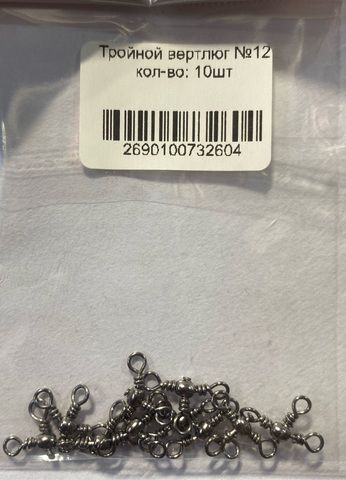 Тройной вертлюг №12
кол-во: 10шт
2690100732604